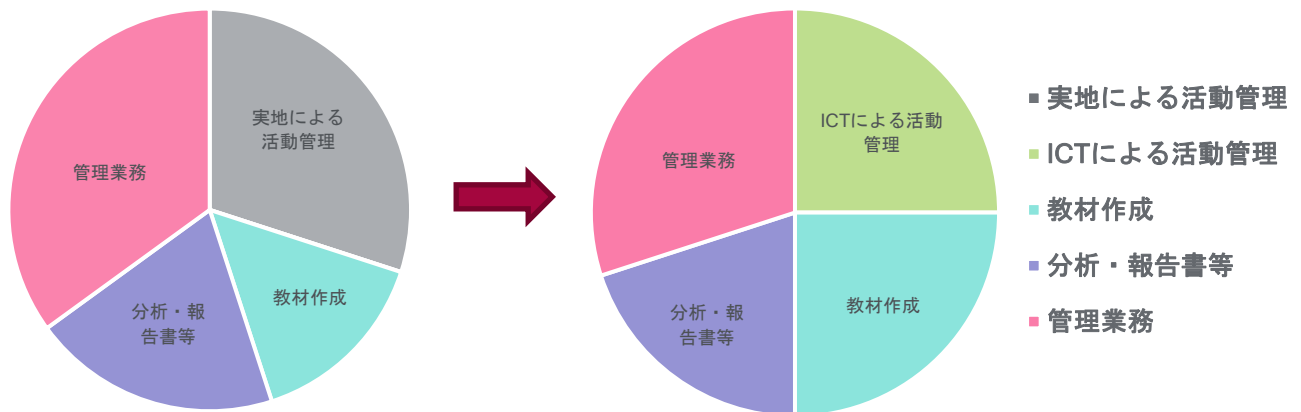 実地による
活動管理
教材作成
分析・報
告書等
管理業務
ICTによる活動
管理
教材作成
分析・報
告書等
管理業務
実地による活動管理
ICTによる活動管理
教材作成
分析・報告書等
管理業務